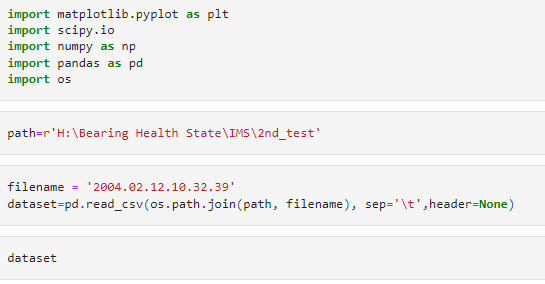 import matplotlib.pyplot as plt
import scipy.io
import numpy as np
import pandas as pd
import os
path=r'H:\Bearing Health State\IMS\2nd_test'
filename = '2004.02.12.10.32.39'
dataset=pd.read_csv(os.path.join(path, filename), sep='\t',header=None)
dataset